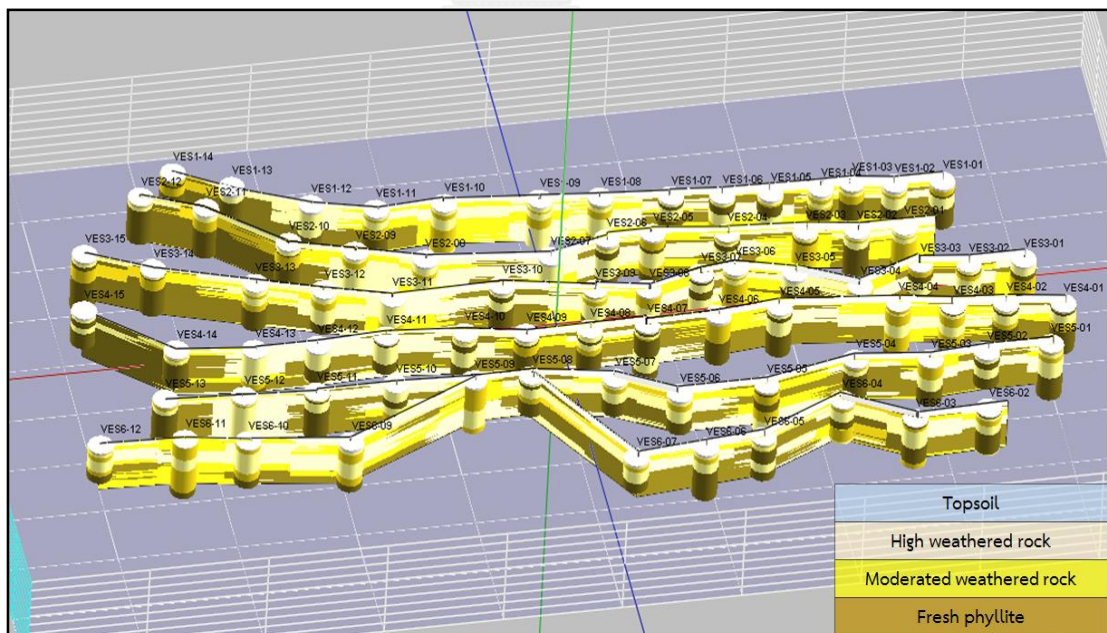 VES1-14
VES1-13
VES1-12
VES1-11
VES1-10
VES1-09
VES1-08
VES1-07
VES1-06
VES1-05
VES1-04
VES1-03
VES1-02
VES1-01
VES2-12
VES2-11
VES2-10
VES2-09
VES2-08
VES2-07
VES2-06
VES2-05
VES2-04
VES2-03
VES2-02
VES2-01
VES3-15
VES3-14
VES3-13
VES3-12
VES3-11
VES3-10
VES3-09
VES3-08
VES3-07
VES3-06
VES3-05
VES3-04
VES3-03
VES3-02
VES3-01
VES4-15
VES4-14
VES4-13
VES4-12
VES4-11
VES4-10
VES4-09
VES4-08
VES4-07
VES4-06
VES4-05
VES4-04
VES4-03
VES4-02
VES4-01
VES5-13
VES5-12
VES5-11
VES5-10
VES5-09
VES5-08
VES5-07
VES5-06
VES5-05
VES5-04
VES5-03
VES5-02
VES5-01
VES6-12
VES6-11
VES6-10
VES6-09
VES6-07
VES6-06
VES6-05
VES6-04
VES6-03
VES6-02
Topsoil
High weathered rock
Moderated weathered rock
Fresh phyllite